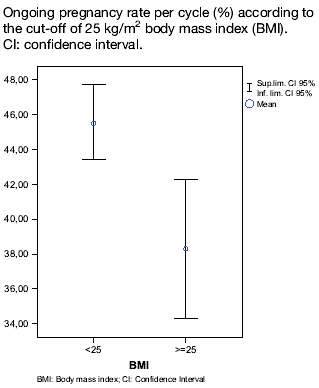 Ongoing pregnancy rate per cycle (%) according to
the cut-off of 25 kg/m² body mass index (BMI).
CI: confidence interval.
48,00
46,00
44,00
42,00
40,00
38,00
36,00
34,00
Sup.lim. CI 95%
Inf. lim. CI 95%
Mean
<25
>=25
BMI
BMI: Body mass index; CI: Confidence Interval